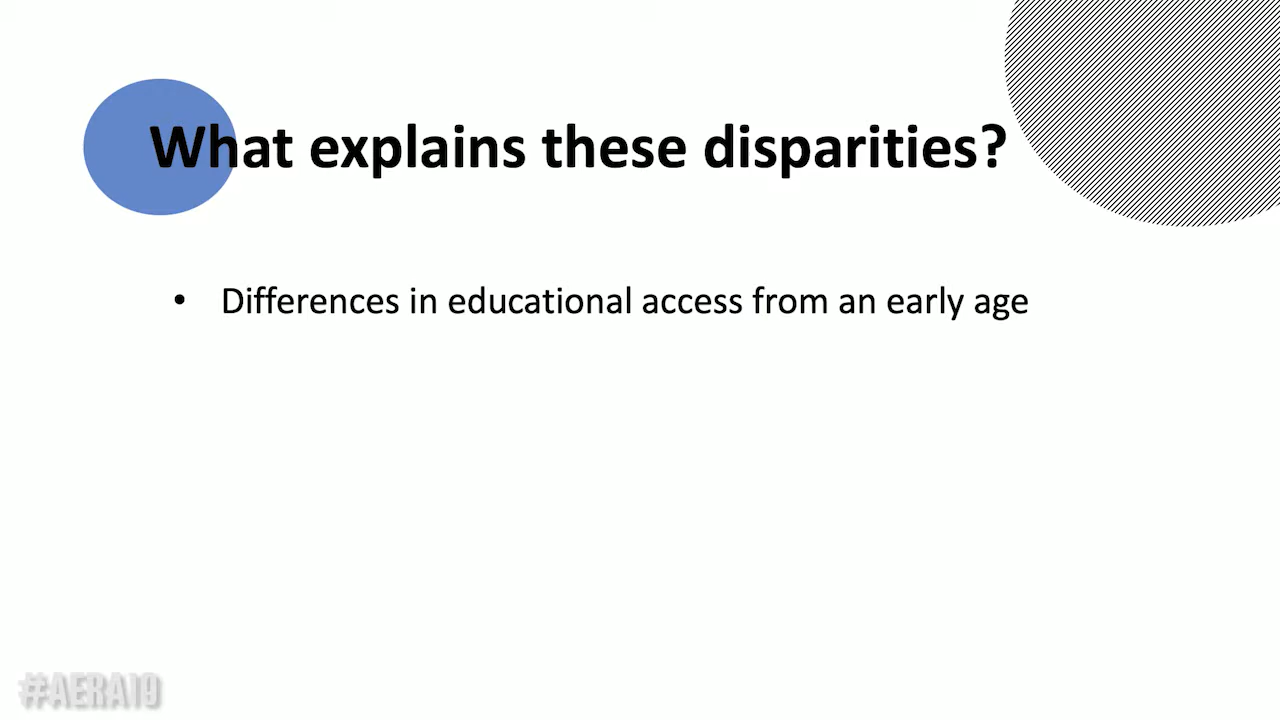 What explains these disparities?
• Differences in educational access from an early age
#AERA19